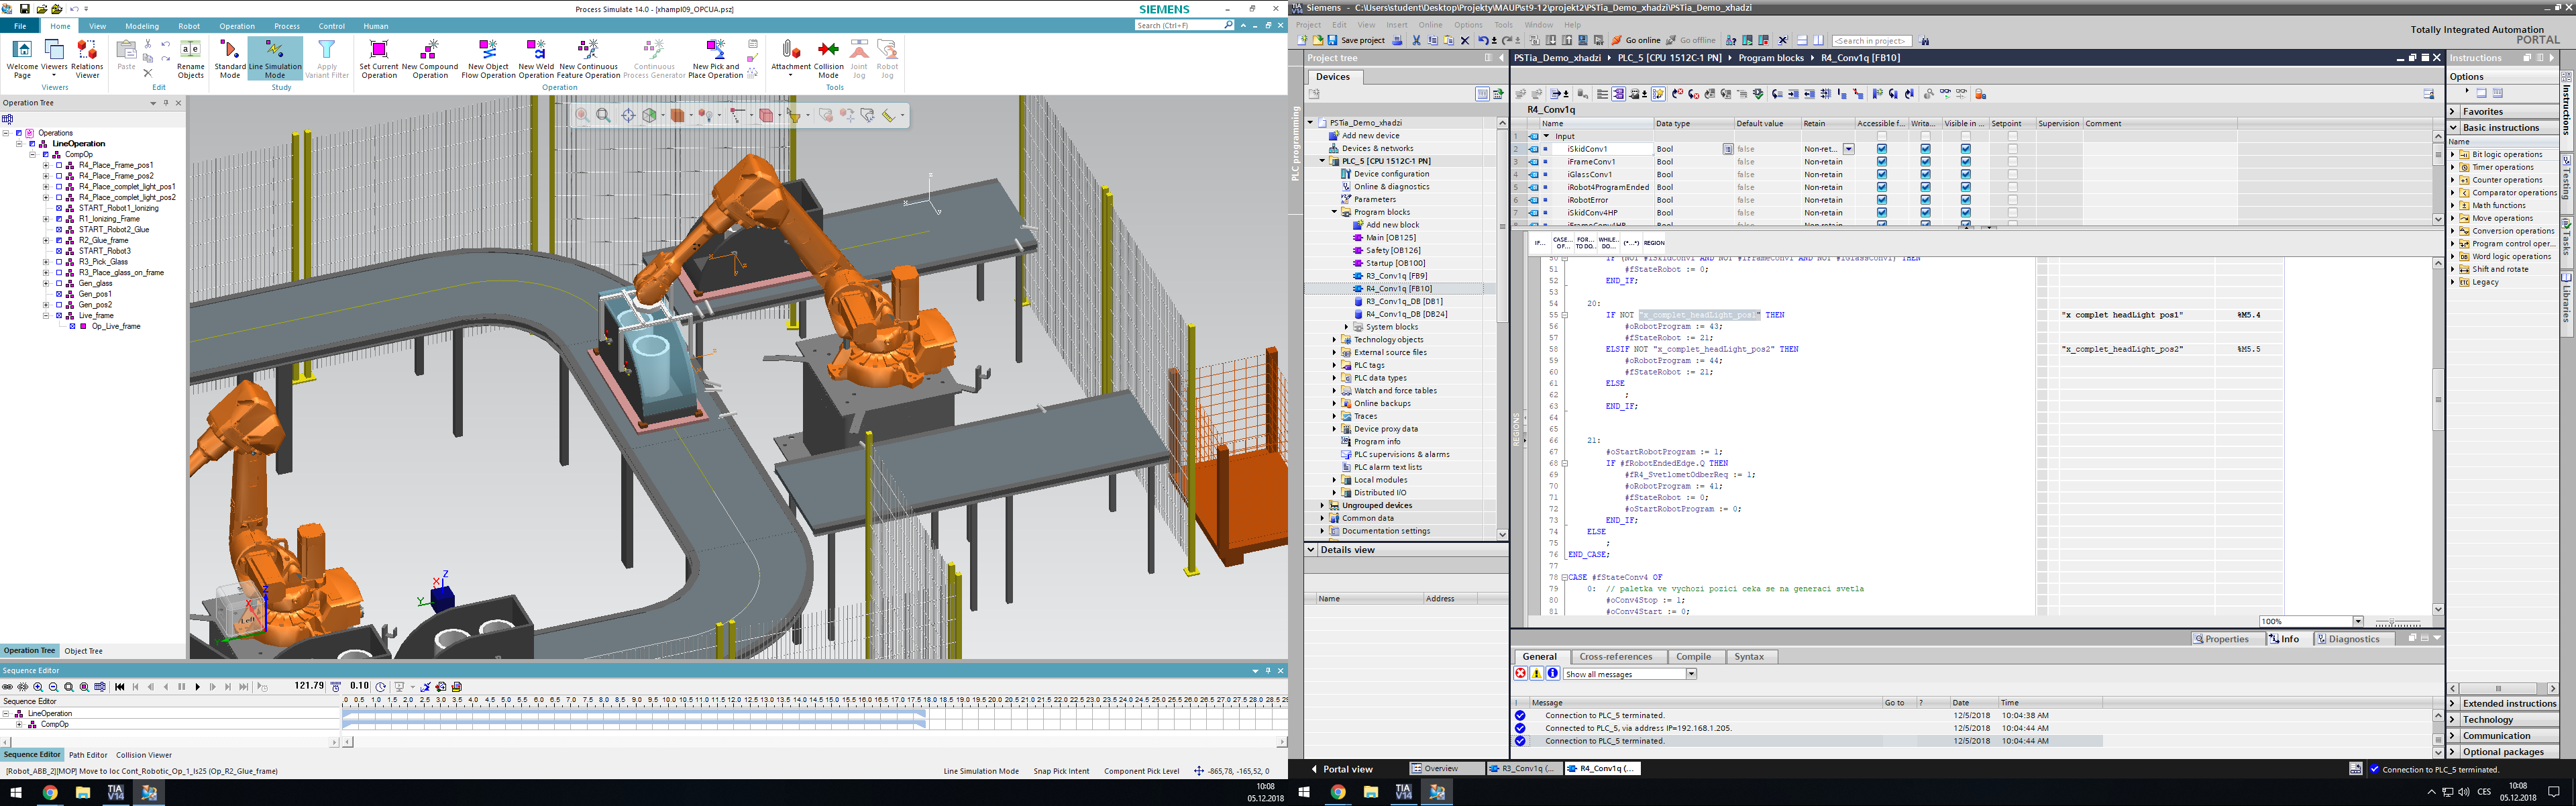 Process Simulate 14.0 - [xhampl09_OPCUA.psz]
SIEMENS
File Home View Modeling Robot Operation Process Control Human
Search (Ctrl+F)
Welcome Page
Viewers
Relations Viewer
Paste
Rename Objects
Standard Mode
Line Simulation Mode
Apply Variant Filter
Set Current Operation
New Compound Operation
New Object Flow Operation
New Weld Operation
New Continuous Feature Operation
Continuous Process Generator
New Pick and Place Operation
Attachment
Collision Mode
Joint Jog
Robot Jog
Viewers Edit Study Operation Tools
Operation Tree
Operations
LineOperation
CompOp
R4_Place_Frame_pos1
R4_Place_Frame_pos2
R4_Place_complet_light_pos1
R4_Place_complet_light_pos2
START_Robot1_Ionizing
R1_Ionizing_Frame
START_Robot2_Glue
R2_Glue_frame
START_Robot3
R3_Pick_Glass
R3_Place_glass_on_frame
Gen_glass
Gen_pos1
Gen_pos2
Live_frame
Op_Live_frame
Left
Operation Tree Object Tree
Sequence Editor
121.79 0.10
Sequence Editor
LineOperation
CompOp
Sequence Editor Path Editor Collision Viewer
[Robot_ABB_2][MOP] Move to loc Cont_Robotic_Op_1_ls25 (Op_R2_Glue_frame)
Line Simulation Mode Snap Pick Intent Component Pick Level -865,78, -165,52, 0
10:08
05.12.2018
Siemens - C:\Users\student\Desktop\Projekty\MAUP\st9-12\projekt2\PSTia_Demo_xhadzi\PSTia_Demo_xhadzi
Project Edit View Insert Online Options Tools Window Help
Save project Go online Go offline <Search in project>
Totally Integrated Automation
PORTAL
Project tree
Devices
PLC programming
PSTia_Demo_xhadzi
Add new device
Devices & networks
PLC_5 [CPU 1512C-1 PN]
Device configuration
Online & diagnostics
Parameters
Program blocks
Add new block
Main [OB125]
Safety [OB126]
Startup [OB100]
R3_Conv1q [FB9]
R4_Conv1q [FB10]
R3_Conv1q_DB [DB1]
R4_Conv1q_DB [DB24]
System blocks
Technology objects
External source files
PLC tags
PLC data types
Watch and force tables
Online backups
Traces
Device proxy data
Program info
PLC supervisions & alarms
PLC alarm text lists
Local modules
Distributed I/O
Ungrouped devices
Common data
Documentation settings
Details view
Name Address
PSTia_Demo_xhadzi PLC_5 [CPU 1512C-1 PN] Program blocks R4_Conv1q [FB10]
R4_Conv1q
Name Data type Default value Retain Accessible f... Writa... Visible in ... Setpoint Supervision Comment
1 Input
2 iSkidConv1 Bool false Non-ret...
3 iFrameConv1 Bool false Non-retain
4 iGlassConv1 Bool false Non-retain
5 iRobot4ProgramEnded Bool false Non-retain
6 iRobotError Bool false Non-retain
7 iSkidConv4HP Bool false Non-retain
IF... CASE... OF... FOR... TO DO... WHILE... DO... (*...*) REGION
51 #fStateRobot := 0;
52 END_IF;
53
54 20:
55 IF NOT "x_complet_headLight_pos1" THEN "x complet headLight pos1" %M5.4
56 #oRobotProgram := 43;
57 #fStateRobot := 21;
58 ELSIF NOT "x_complet_headLight_pos2" THEN "x_complet_headLight_pos2" %M5.5
59 #oRobotProgram := 44;
60 #fStateRobot := 21;
61 ELSE
62 ;
63 END_IF;
64
65
66 21:
67 #oStartRobotProgram := 1;
68 IF #fRobotEndedEdge.Q THEN
69 #fR4_SvetlometOdberReq := 1;
70 #oRobotProgram := 41;
71 #fStateRobot := 0;
72 #oStartRobotProgram := 0;
73 END_IF;
74 ELSE
75 ;
76 END_CASE;
77
78 CASE #fStateConv4 OF
79 0: // paletka ve vychozi pozici ceka se na generaci svetla
80 #oConv4Stop := 1;
81 #oConv4Start := 0;
REGIONS
100%
Properties Info Diagnostics
General Cross-references Compile Syntax
Show all messages
! Message Go to ? Date Time
Connection to PLC_5 terminated. 12/5/2018 10:04:38 AM
Connected to PLC_5, via address IP=192.168.1.205. 12/5/2018 10:04:44 AM
Connection to PLC_5 terminated. 12/5/2018 10:04:44 AM
Instructions
Options
Favorites
Basic instructions
Name
Bit logic operations
Timer operations
Counter operations
Comparator operations
Math functions
Move operations
Conversion operations
Program control oper...
Word logic operations
Shift and rotate
Legacy
Extended instructions
Technology
Communication
Optional packages
Instructions
Testing
Tasks
Libraries
Portal view Overview R3_Conv1q (... R4_Conv1q (... Connection to PLC_5 terminated.
CES
10:08
05.12.2018